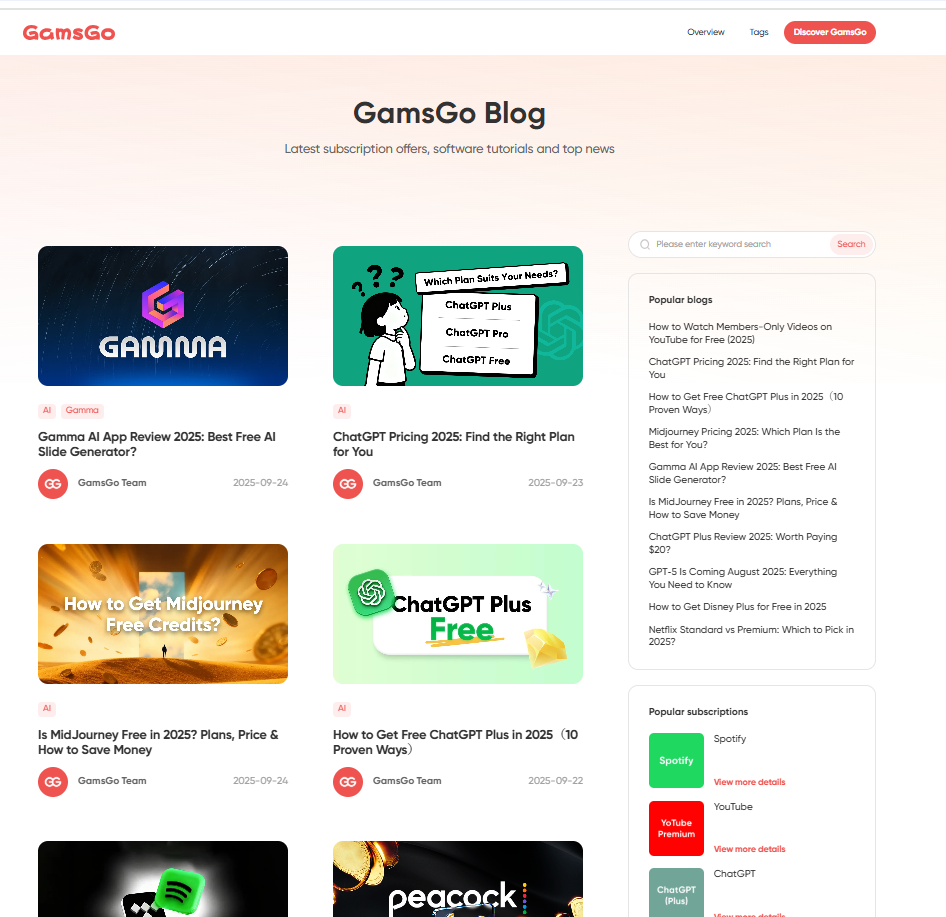 GamsGo
Overview
Tags
Discover GamsGo
GamsGo Blog
Latest subscription offers, software tutorials and top news
Please enter keyword search
Search
GAMMA
AI
Gamma
Gamma AI App Review 2025: Best Free AI
Slide Generator?
GG
GamsGo Team
2025-09-24
? ? ?
Which Plan Suits Your Needs?
ChatGPT Plus
ChatGPT Pro
ChatGPT Free
AI
ChatGPT Pricing 2025: Find the Right Plan
for You
GG
GamsGo Team
2025-09-23
How to Get Midjourney
Free Credits?
AI
Is MidJourney Free in 2025? Plans, Price &
How to Save Money
GG
GamsGo Team
2025-09-24
ChatGPT Plus
Free
AI
How to Get Free ChatGPT Plus in 2025（10
Proven Ways）
GG
GamsGo Team
2025-09-22
peacock
Popular blogs
How to Watch Members-Only Videos on
YouTube for Free (2025)
ChatGPT Pricing 2025: Find the Right Plan for
You
How to Get Free ChatGPT Plus in 2025（10
Proven Ways）
Midjourney Pricing 2025: Which Plan Is the
Best for You?
Gamma AI App Review 2025: Best Free AI
Slide Generator?
Is MidJourney Free in 2025? Plans, Price &
How to Save Money
ChatGPT Plus Review 2025: Worth Paying
$20?
GPT-5 Is Coming August 2025: Everything
You Need to Know
How to Get Disney Plus for Free in 2025
Netflix Standard vs Premium: Which to Pick in
2025?
Popular subscriptions
Spotify
Spotify
View more details
YoTube
Premium
YouTube
View more details
ChatGPT
(Plus)
ChatGPT
View more details